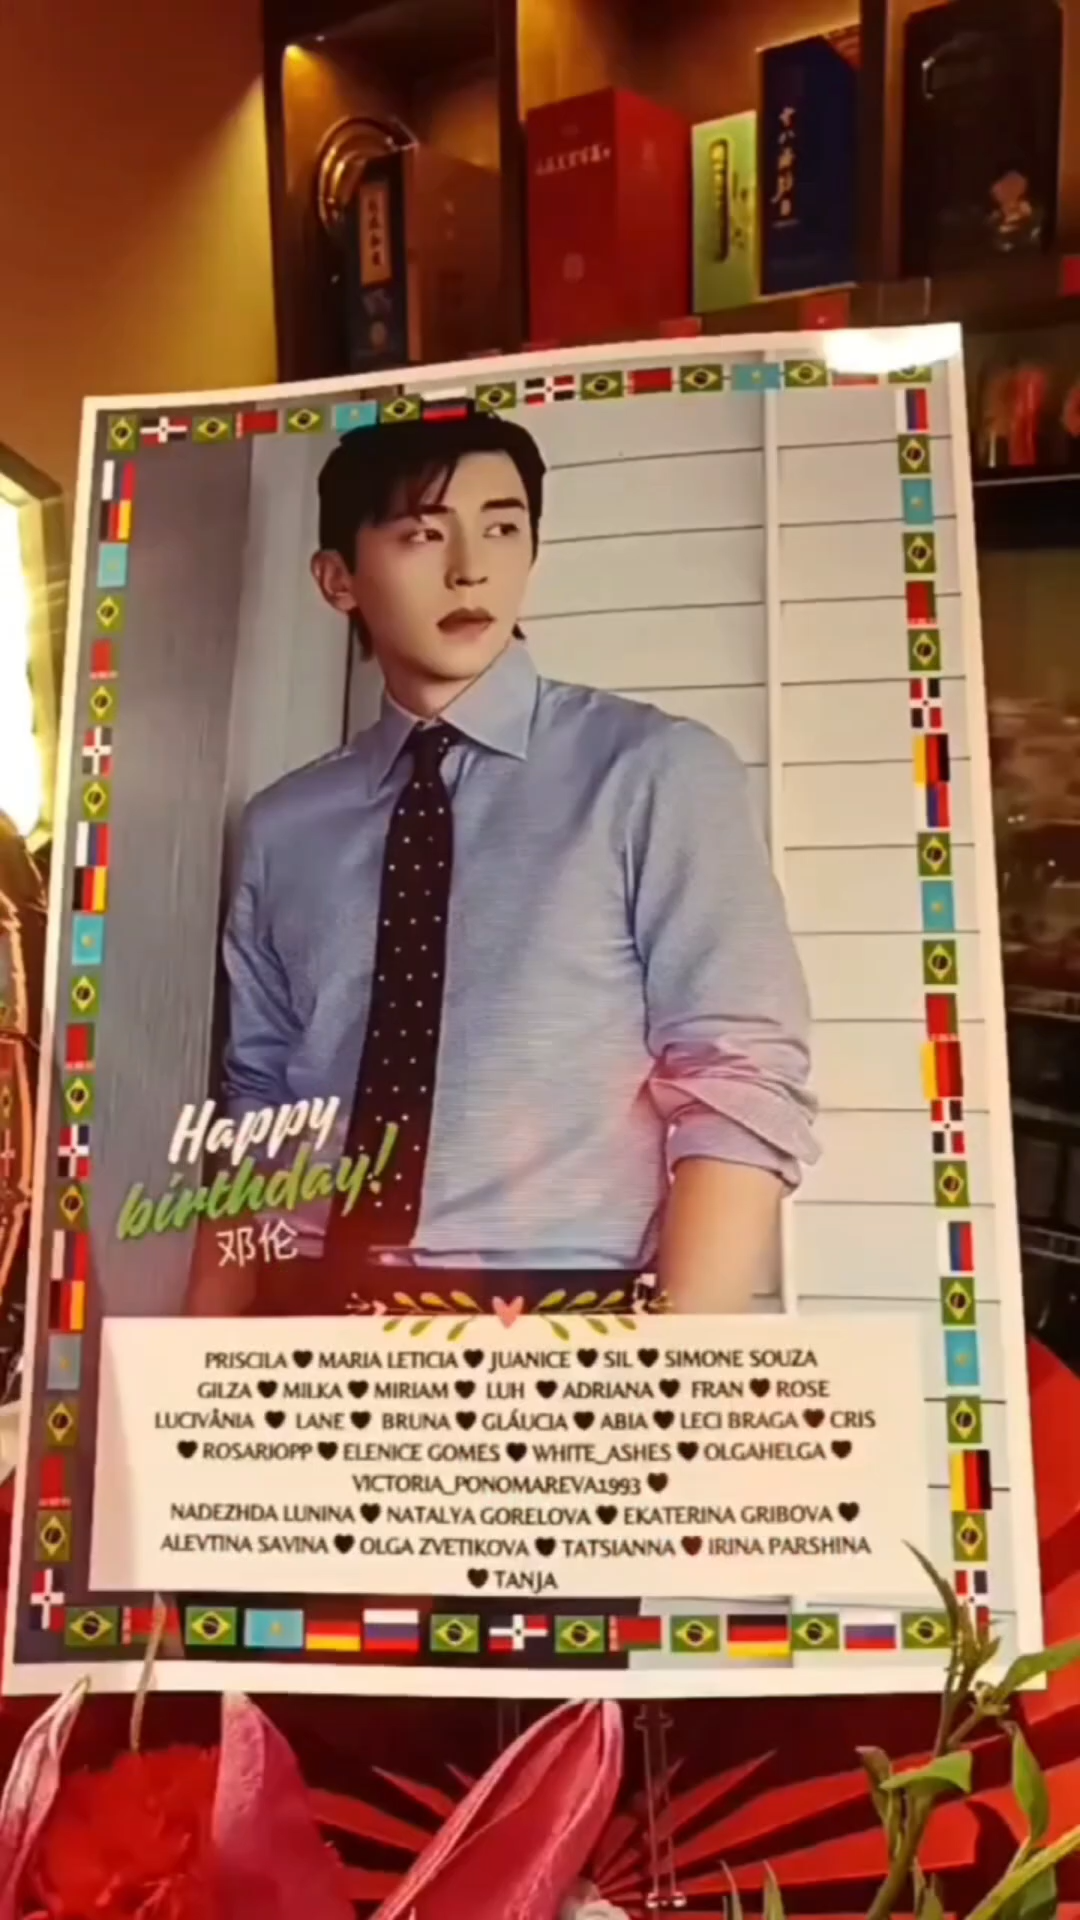 Happy
birthday!
邓伦
PRISCILA🖤MARIA LETICIA🖤JUANICE🖤SIL🖤SIMONE SOUZA
GILZA🖤MILKA🖤MIRIAM🖤LUH🖤ADRIANA🖤FRAN🖤ROSE
LUCIVÂNIA🖤LANE🖤BRUNA🖤GLÁUCIA🖤ABIA🖤LECI BRAGA🖤CRIS
🖤ROSARIOPP🖤ELENICE GOMES🖤WHITE_ASHES🖤OLGAHELGA🖤
VICTORIA_PONOMAREVA1993🖤
NADEZHDA LUNINA🖤NATALYA GORELOVA🖤EKATERINA GRIBOVA🖤
ALEVTINA SAVINA🖤OLGA ZVETIKOVA🖤TATSIANNA🖤IRINA PARSHINA
🖤TANJA